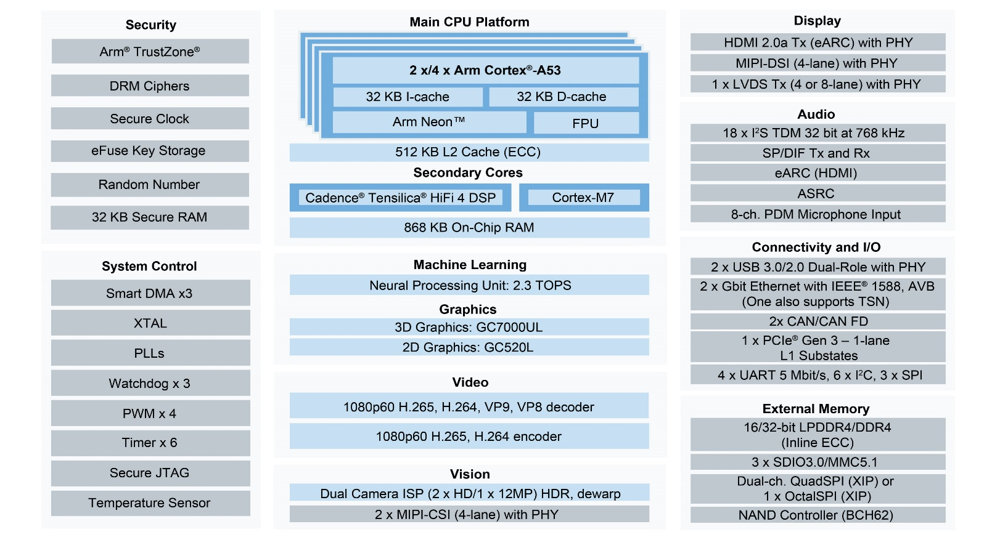 Security
Arm® TrustZone®
DRM Ciphers
Secure Clock
eFuse Key Storage
Random Number
32 KB Secure RAM
System Control
Smart DMA x3
XTAL
PLLs
Watchdog x 3
PWM x 4
Timer x 6
Secure JTAG
Temperature Sensor
Main CPU Platform
2 x/4 x Arm Cortex®-A53
32 KB I-cache
32 KB D-cache
Arm Neon™
FPU
512 KB L2 Cache (ECC)
Secondary Cores
Cadence® Tensilica® HiFi 4 DSP
Cortex-M7
868 KB On-Chip RAM
Machine Learning
Neural Processing Unit: 2.3 TOPS
Graphics
3D Graphics: GC7000UL
2D Graphics: GC520L
Video
1080p60 H.265, H.264, VP9, VP8 decoder
1080p60 H.265, H.264 encoder
Vision
Dual Camera ISP (2 x HD/1 x 12MP) HDR, dewarp
2 x MIPI-CSI (4-lane) with PHY
Display
HDMI 2.0a Tx (eARC) with PHY
MIPI-DSI (4-lane) with PHY
1 x LVDS Tx (4 or 8-lane) with PHY
Audio
18 x I²S TDM 32 bit at 768 kHz
SP/DIF Tx and Rx
eARC (HDMI)
ASRC
8-ch. PDM Microphone Input
Connectivity and I/O
2 x USB 3.0/2.0 Dual-Role with PHY
2 x Gbit Ethernet with IEEE® 1588, AVB
(One also supports TSN)
2x CAN/CAN FD
1 x PCIe® Gen 3 – 1-lane
L1 Substates
4 x UART 5 Mbit/s, 6 x I²C, 3 x SPI
External Memory
16/32-bit LPDDR4/DDR4
(Inline ECC)
3 x SDIO3.0/MMC5.1
Dual-ch. QuadSPI (XIP) or
1 x OctalSPI (XIP)
NAND Controller (BCH62)